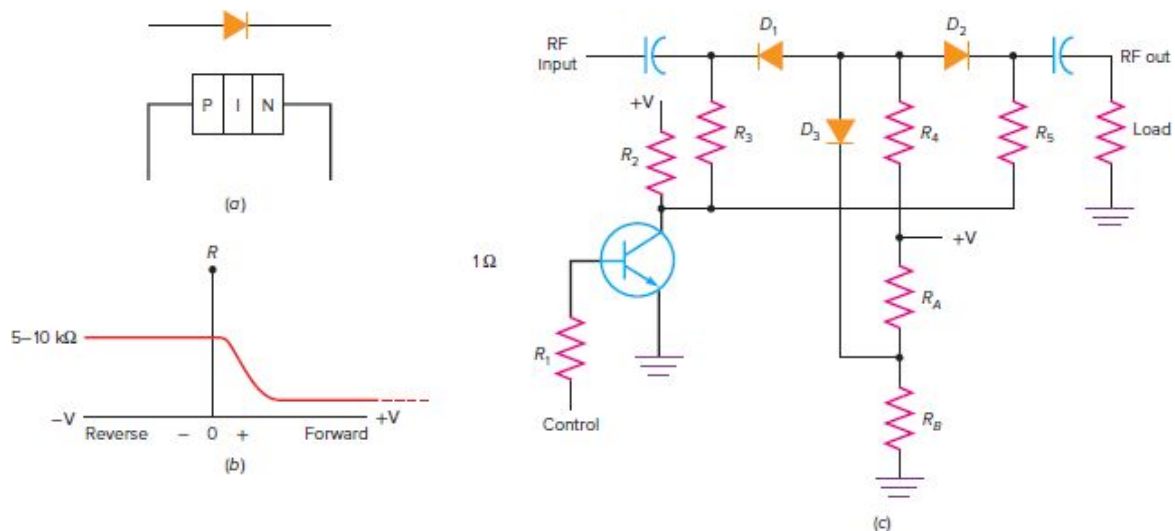 P I N
(a)
R
5–10 kΩ
–V
+V
Reverse – 0 + Forward
(b)
D1
D2
RF
Input
RF out
+V
R2
R3
D3
R4
R5
Load
1 Ω
+V
RA
R1
Control
RB
(c)